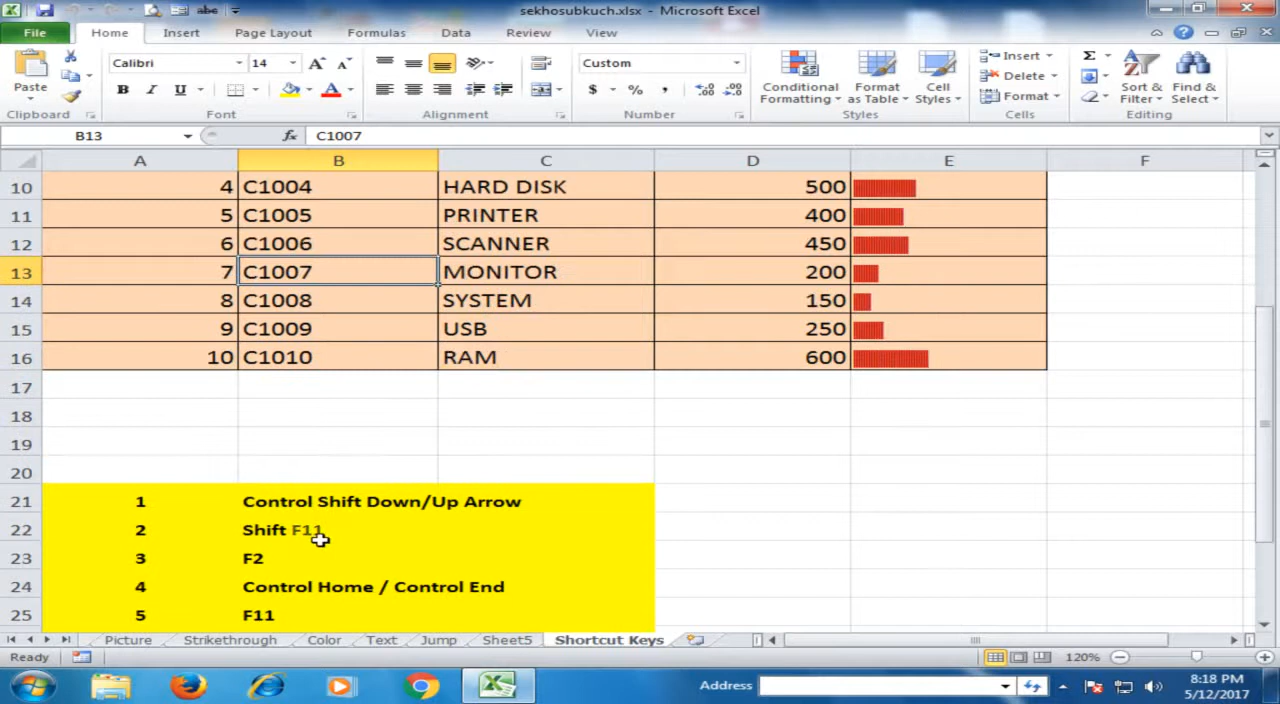 sekhosubkuch.xlsx - Microsoft Excel
File Home Insert Page Layout Formulas Data Review View
Calibri 14 Custom
Paste
B I U $ % ,
Insert
Delete
Format
Conditional Formatting
Format as Table
Cell Styles
Sort & Filter
Find & Select
Clipboard Font Alignment Number Styles Cells Editing
B13 fx C1007
A B C D E F
10 4 C1004 HARD DISK 500
11 5 C1005 PRINTER 400
12 6 C1006 SCANNER 450
13 7 C1007 MONITOR 200
14 8 C1008 SYSTEM 150
15 9 C1009 USB 250
16 10 C1010 RAM 600
17
18
19
20
21 1 Control Shift Down/Up Arrow
22 2 Shift F11
23 3 F2
24 4 Control Home / Control End
25 5 F11
Picture Strikethrough Color Text Jump Sheet5 Shortcut Keys
Ready 120%
Address 8:18 PM
5/12/2017